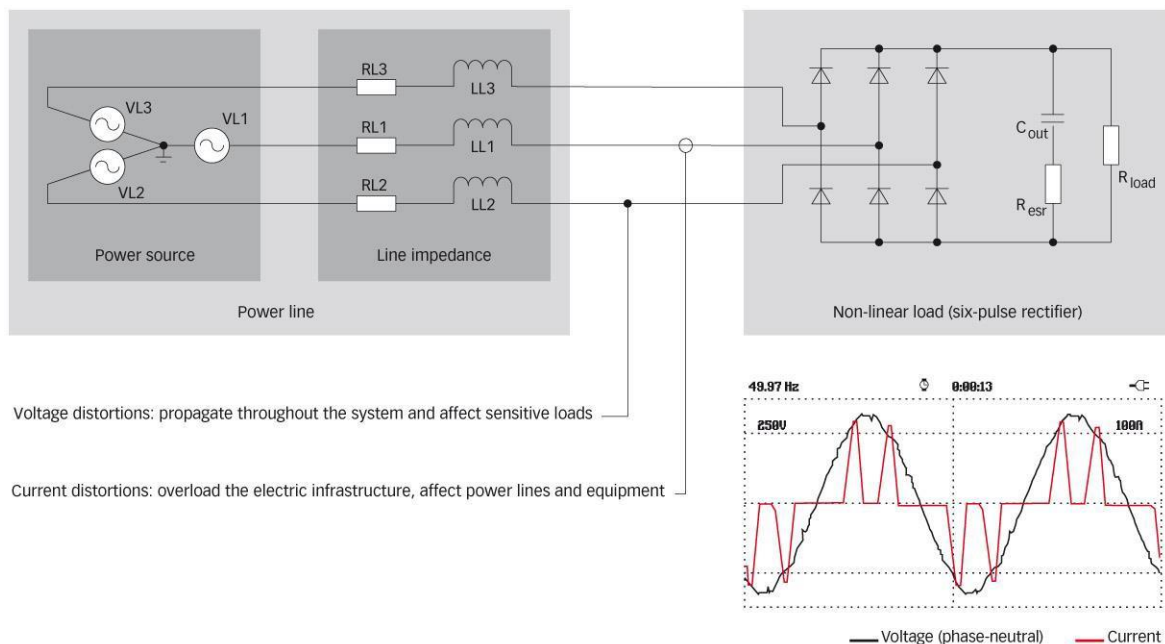 RL3
LL3
VL3
VL1
RL1
LL1
VL2
RL2
LL2
Power source
Line impedance
Power line
C out
R esr
R load
Non-linear load (six-pulse rectifier)
Voltage distortions: propagate throughout the system and affect sensitive loads
Current distortions: overload the electric infrastructure, affect power lines and equipment
49.97 Hz
0:00:13
250V
100A
Voltage (phase-neutral)
Current